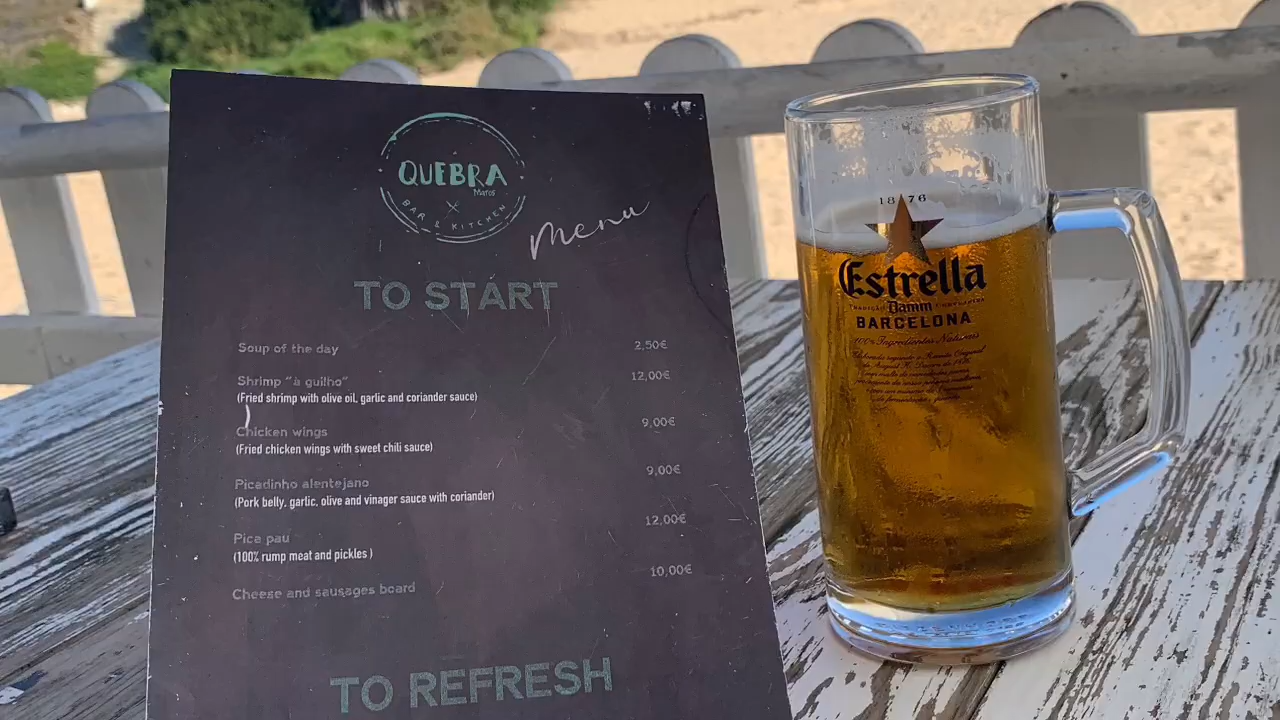 QUEBRA
Matos
BAR & KITCHEN
Menu
TO START
Soup of the day 2,50€
Shrimp "à guilho" 12,00€
(Fried shrimp with olive oil, garlic and coriander sauce)
Chicken wings 9,00€
(Fried chicken wings with sweet chili sauce)
Picadinho alentejano 9,00€
(Pork belly, garlic, olive and vinager sauce with coriander)
Pica pau 12,00€
(100% rump meat and pickles )
Cheese and sausages board 10,00€
TO REFRESH
1876
Estrella
Damm
BARCELONA
100% Ingredientes Naturais